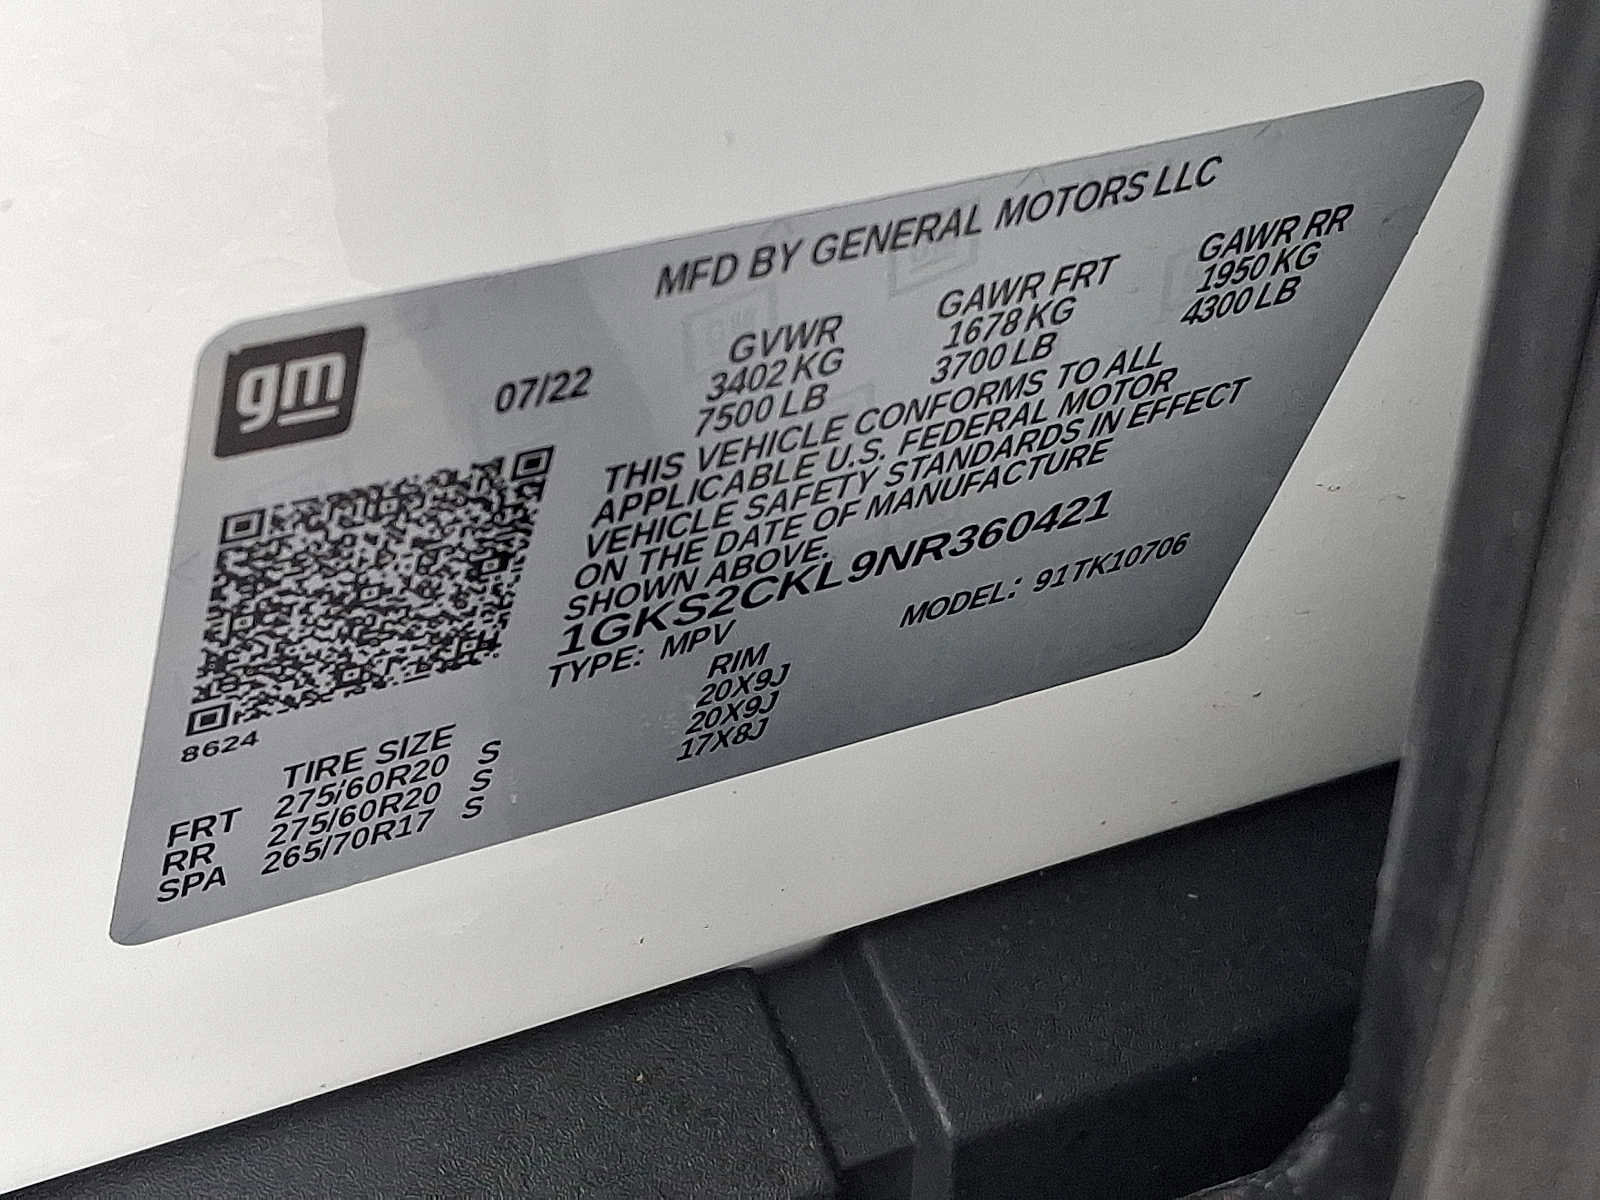 MFD BY GENERAL MOTORS LLC
gm
07/22
GVWR GAWR FRT GAWR RR
3402 KG 1678 KG 1950 KG
7500 LB 3700 LB 4300 LB
THIS VEHICLE CONFORMS TO ALL
APPLICABLE U.S. FEDERAL MOTOR
VEHICLE SAFETY STANDARDS IN EFFECT
ON THE DATE OF MANUFACTURE
SHOWN ABOVE.
1GKS2CKL9NR360421
TYPE: MPV MODEL: 91TK10706
8624
TIRE SIZE RIM
FRT 275/60R20 S 20X9J
RR 275/60R20 S 20X9J
SPA 265/70R17 S 17X8J